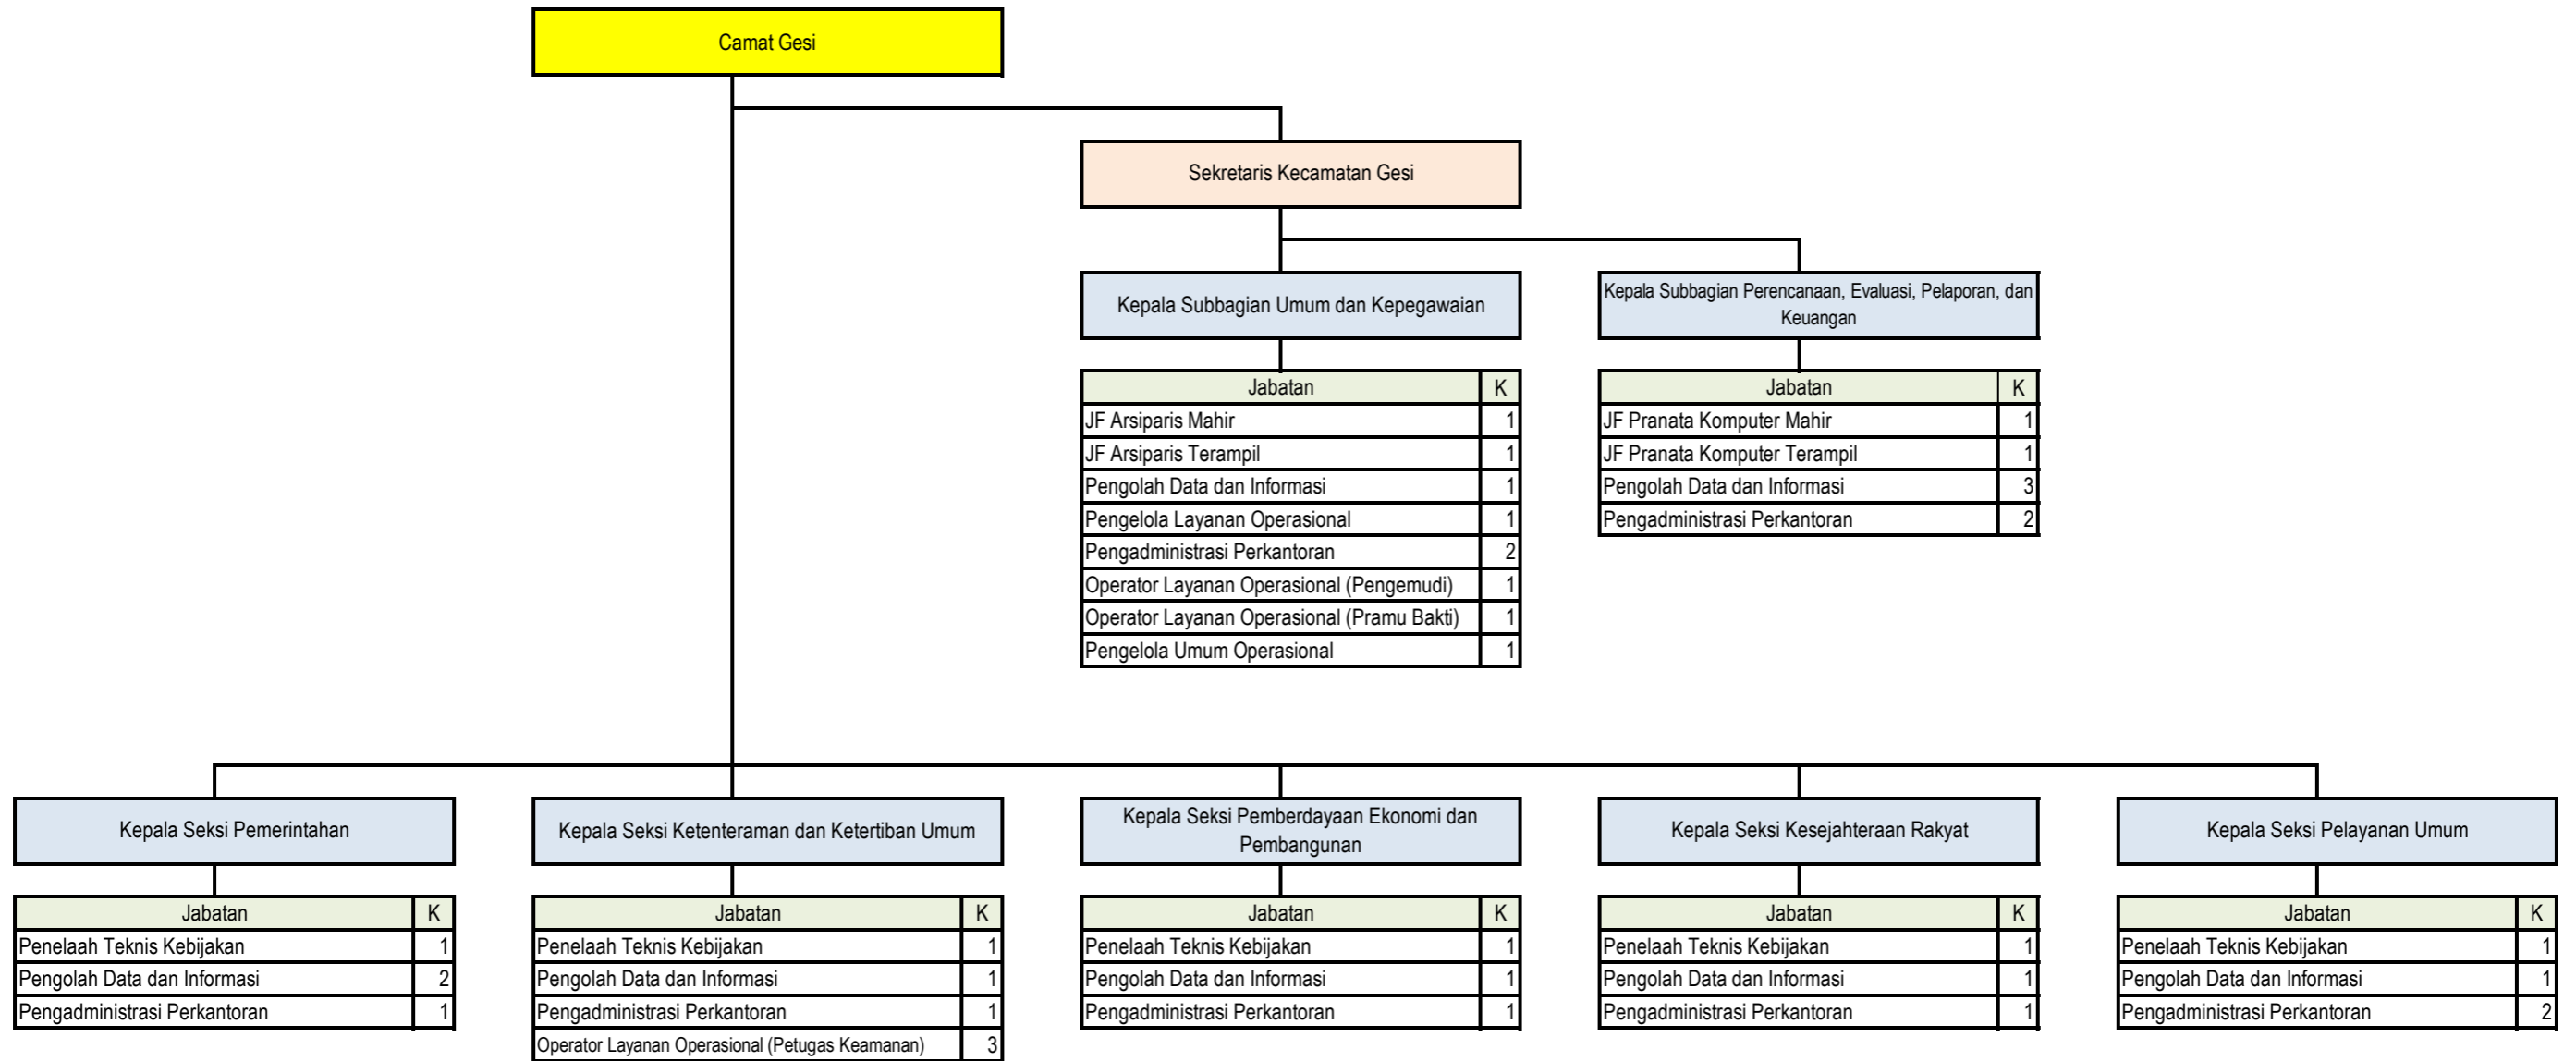 Camat Gesi
Sekretaris Kecamatan Gesi
Kepala Subbagian Umum dan Kepegawaian
Kepala Subbagian Perencanaan, Evaluasi, Pelaporan, dan
Keuangan
Jabatan K
JF Arsiparis Mahir 1
JF Arsiparis Terampil 1
Pengolah Data dan Informasi 1
Pengelola Layanan Operasional 1
Pengadministrasi Perkantoran 2
Operator Layanan Operasional (Pengemudi) 1
Operator Layanan Operasional (Pramu Bakti) 1
Pengelola Umum Operasional 1
Jabatan K
JF Pranata Komputer Mahir 1
JF Pranata Komputer Terampil 1
Pengolah Data dan Informasi 3
Pengadministrasi Perkantoran 2
Kepala Seksi Pemerintahan
Jabatan K
Penelaah Teknis Kebijakan 1
Pengolah Data dan Informasi 2
Pengadministrasi Perkantoran 1
Kepala Seksi Ketenteraman dan Ketertiban Umum
Jabatan K
Penelaah Teknis Kebijakan 1
Pengolah Data dan Informasi 1
Pengadministrasi Perkantoran 1
Operator Layanan Operasional (Petugas Keamanan) 3
Kepala Seksi Pemberdayaan Ekonomi dan
Pembangunan
Jabatan K
Penelaah Teknis Kebijakan 1
Pengolah Data dan Informasi 1
Pengadministrasi Perkantoran 1
Kepala Seksi Kesejahteraan Rakyat
Jabatan K
Penelaah Teknis Kebijakan 1
Pengolah Data dan Informasi 1
Pengadministrasi Perkantoran 1
Kepala Seksi Pelayanan Umum
Jabatan K
Penelaah Teknis Kebijakan 1
Pengolah Data dan Informasi 1
Pengadministrasi Perkantoran 2